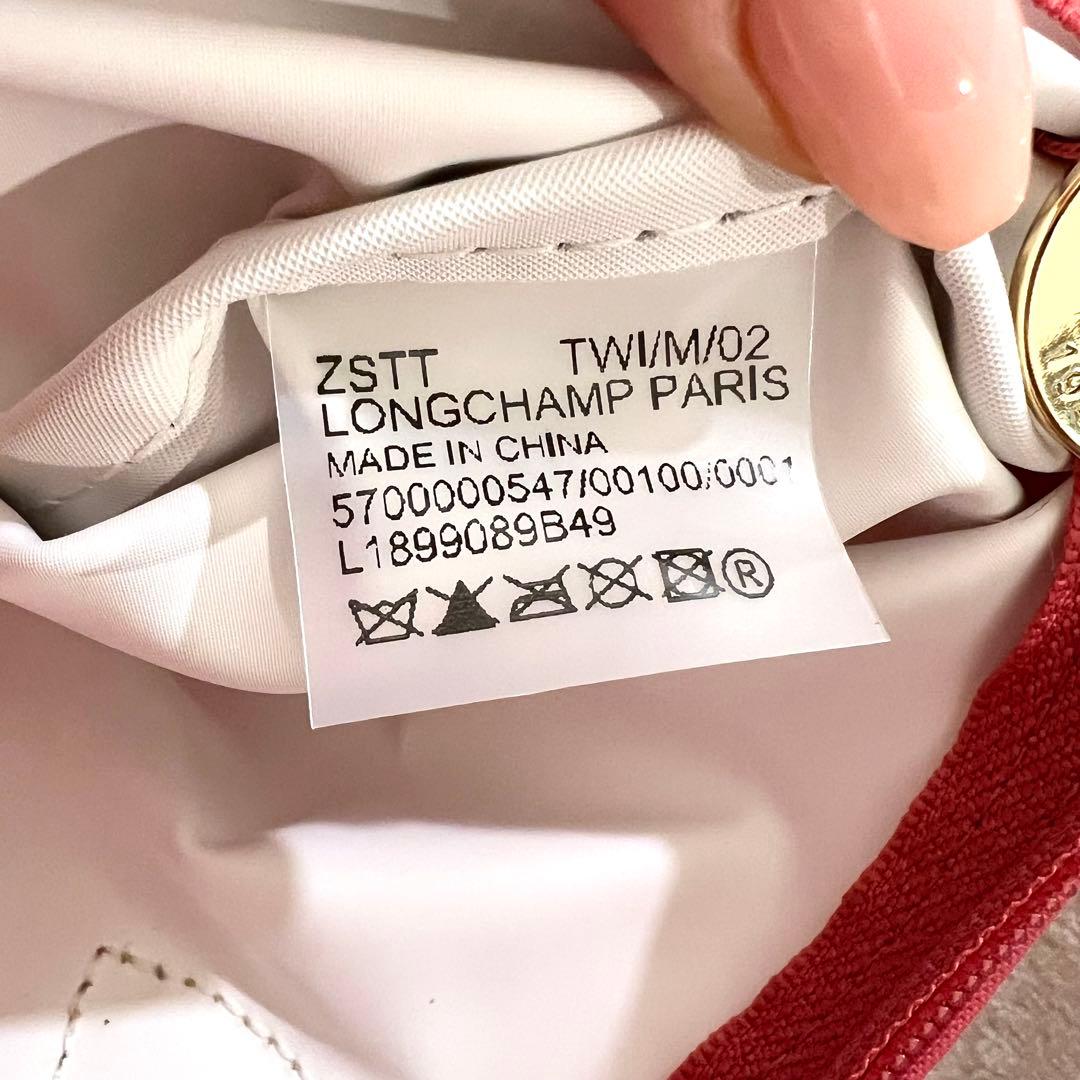 ZSTT TWI/M/02
LONGCHAMP PARIS
MADE IN CHINA
5700000547/00100/0001
L1899089B49
®